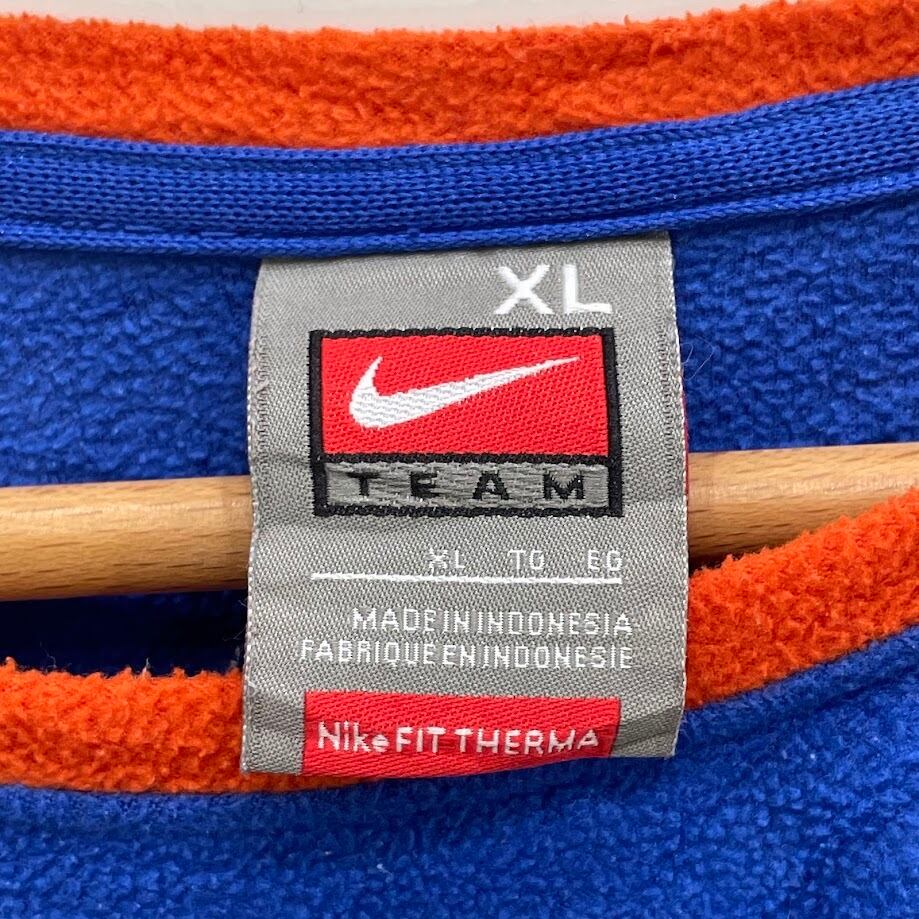 XL
TEAM
XL TG EG
MADE IN INDONESIA
FABRIQUE EN INDONESIE
Nike FIT THERMA